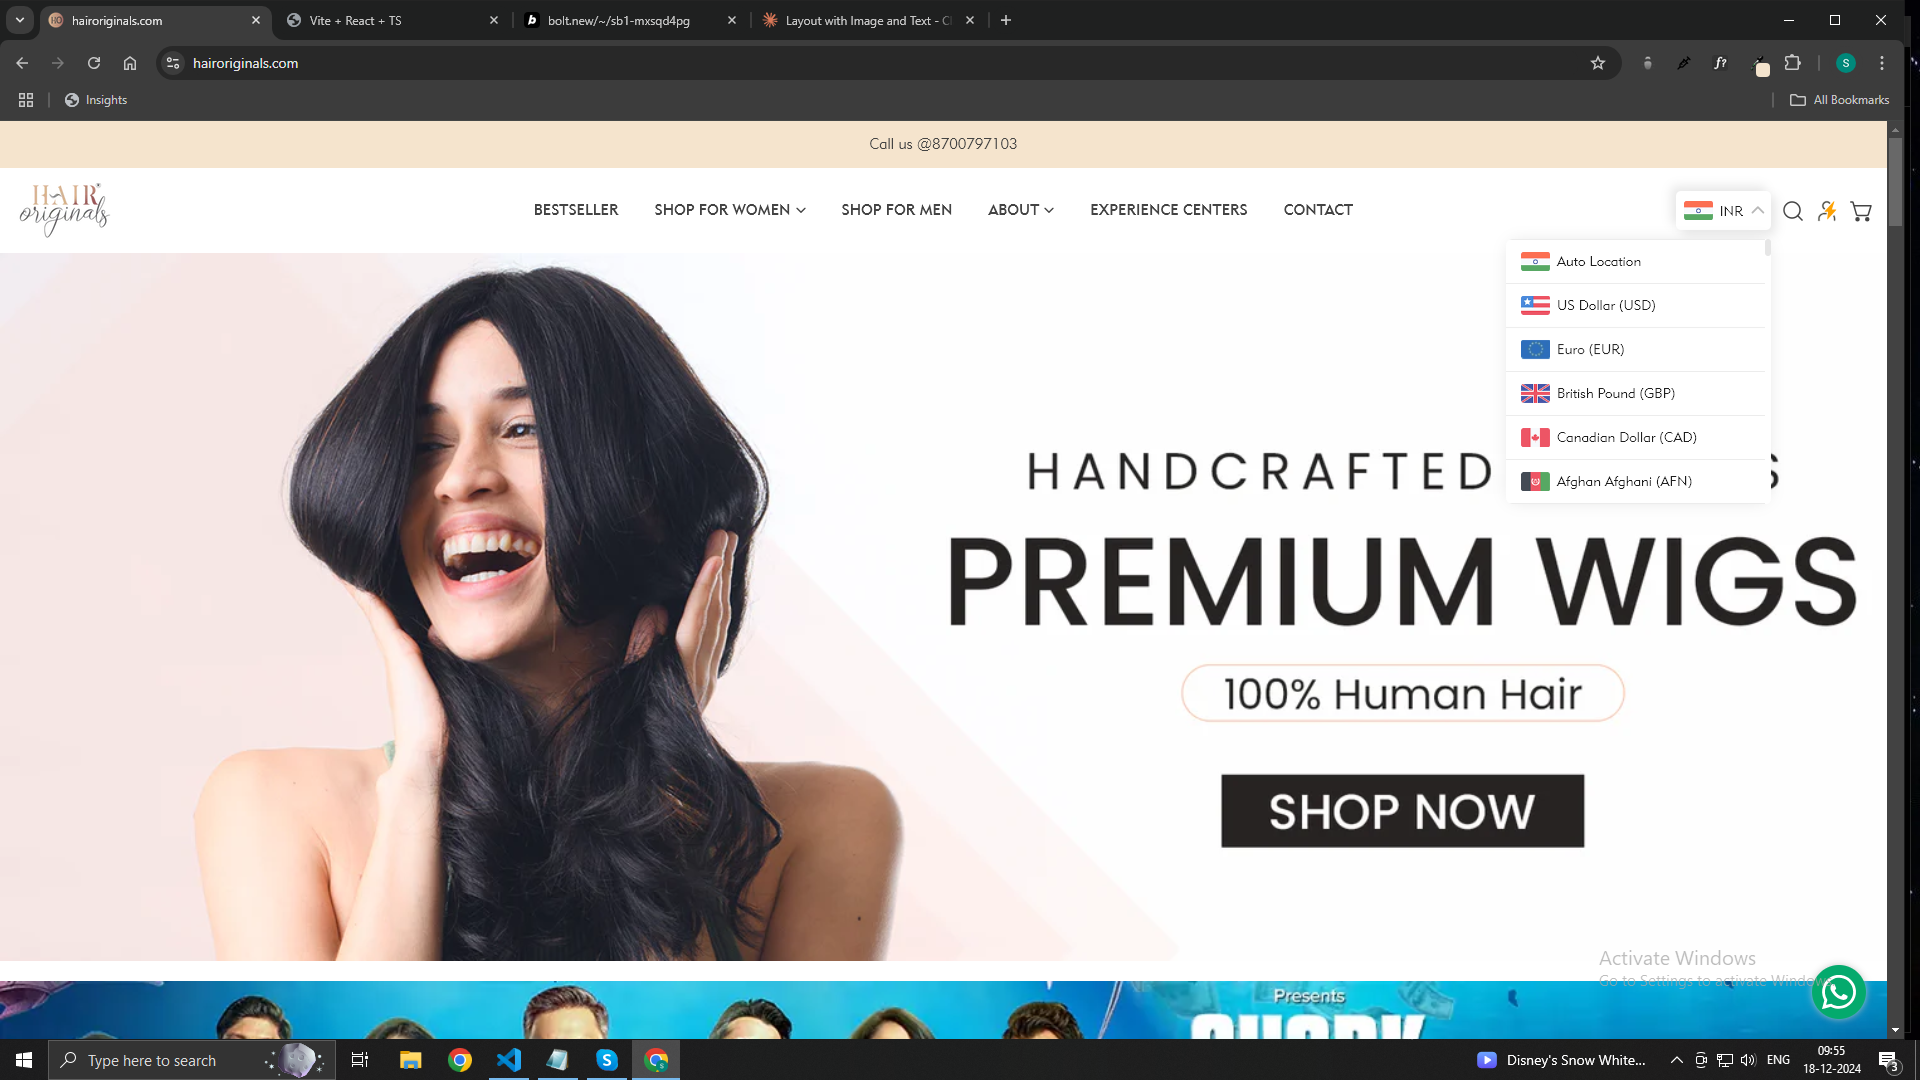 hairoriginals.com
Vite + React + TS
bolt.new/~/sb1-mxsqd4pg
Layout with Image and Text - Cl
hairoriginals.com
f?
S
Insights
All Bookmarks
Call us @8700797103
HAIR
originals
BESTSELLER
SHOP FOR WOMEN
SHOP FOR MEN
ABOUT
EXPERIENCE CENTERS
CONTACT
INR
Auto Location
US Dollar (USD)
Euro (EUR)
British Pound (GBP)
Canadian Dollar (CAD)
Afghan Afghani (AFN)
HANDCRAFTED
PREMIUM WIGS
100% Human Hair
SHOP NOW
Activate Windows
Go to Settings to activate Windows.
Presents
Type here to search
Disney's Snow White...
ENG
09:55
18-12-2024
3